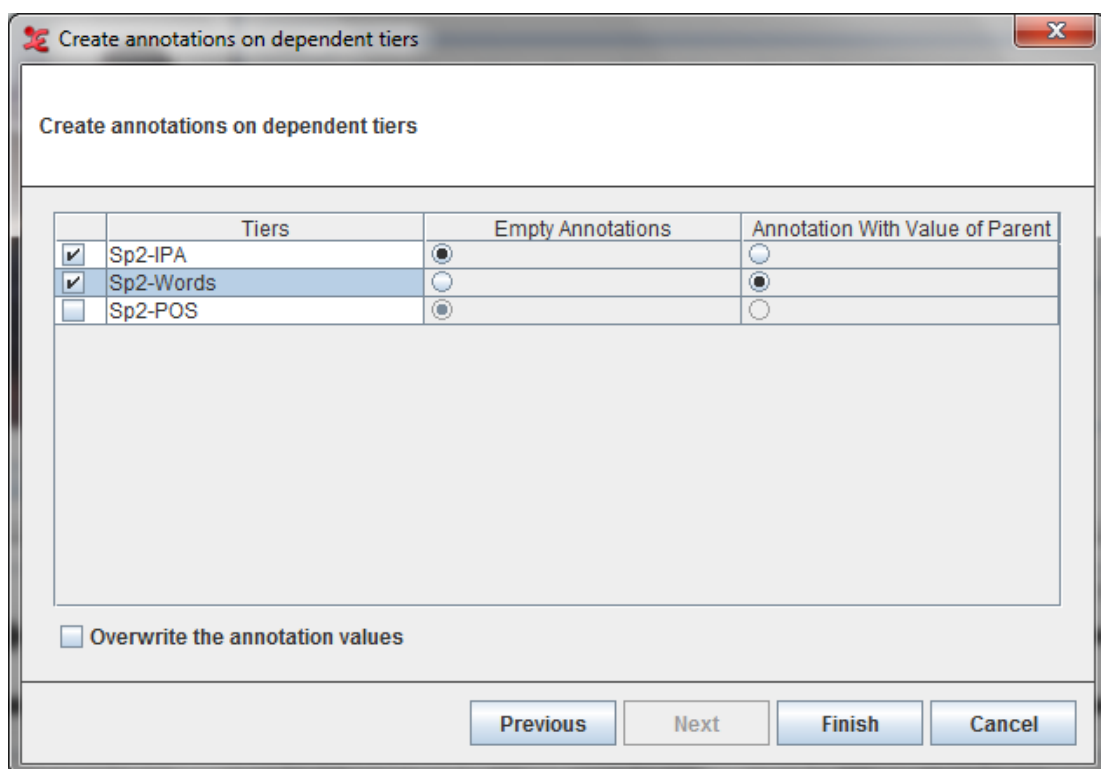 Create annotations on dependent tiers
Create annotations on dependent tiers
Tiers Empty Annotations Annotation With Value of Parent
Sp2-IPA
Sp2-Words
Sp2-POS
Overwrite the annotation values
Previous Next Finish Cancel